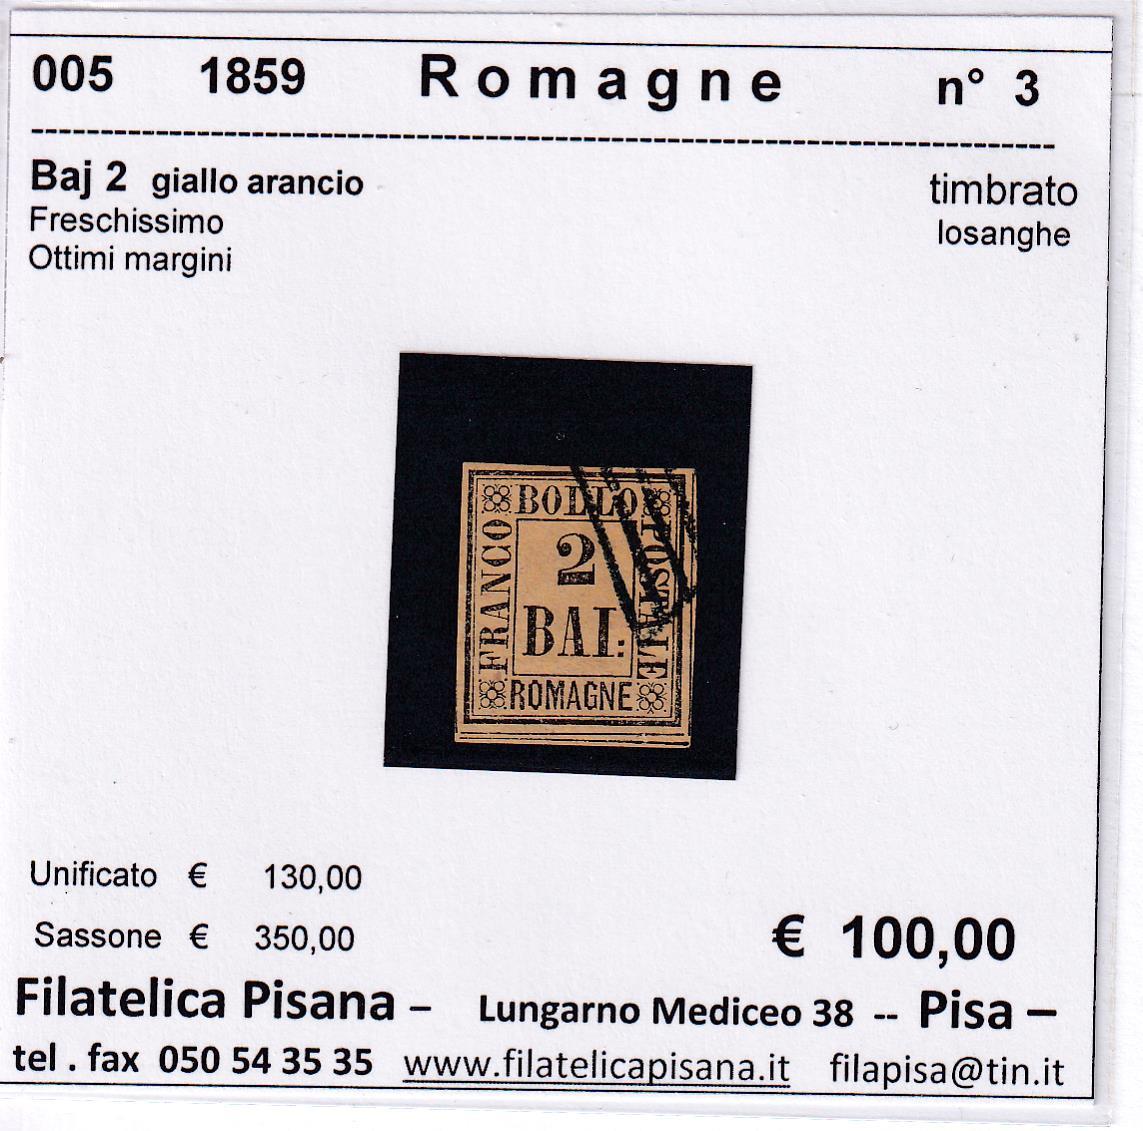 005 1859 Romagne n° 3
--------------------------------------------------------------------------
Baj 2 giallo arancio timbrato
Freschissimo losanghe
Ottimi margini
BOLLO
FRANCO
POSTALE
2
BAI:
ROMAGNE
Unificato € 130,00
Sassone € 350,00 € 100,00
Filatelica Pisana – Lungarno Mediceo 38 -- Pisa –
tel . fax 050 54 35 35 www.filatelicapisana.it filapisa@tin.it